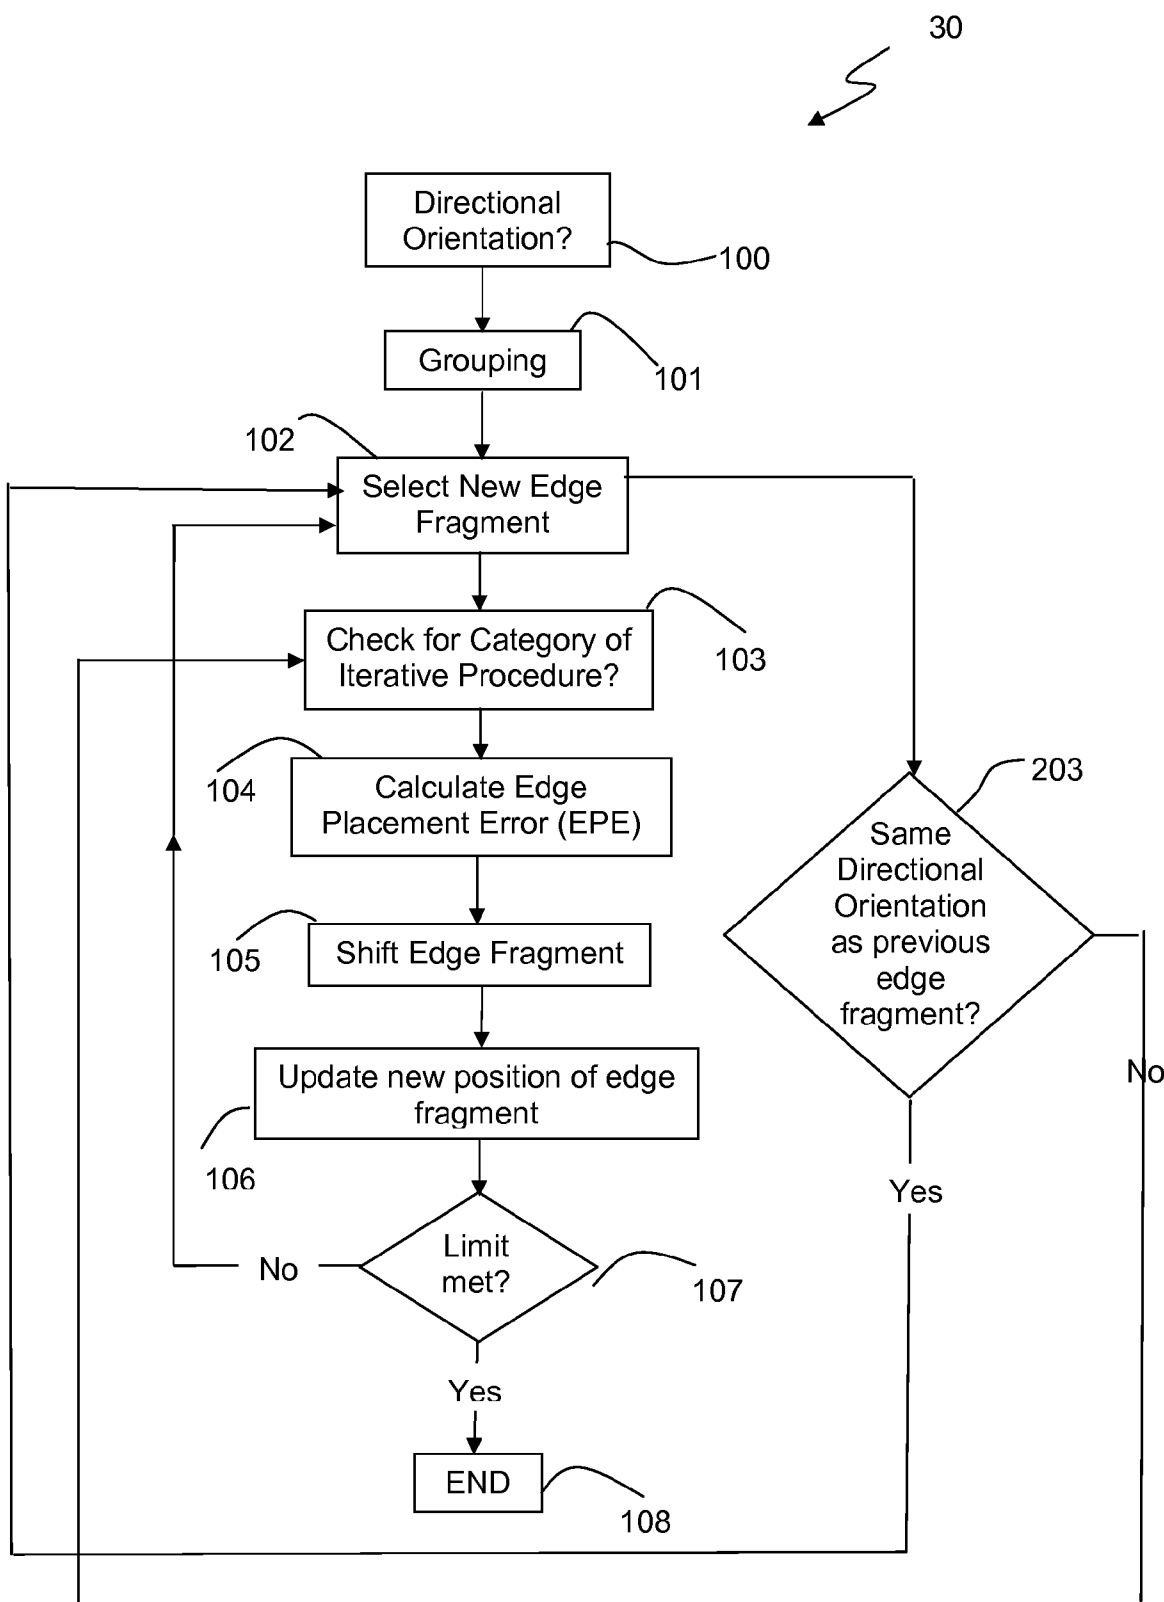 30
Directional
Orientation?
100
Grouping
101
102
Select New Edge
Fragment
Check for Category of
Iterative Procedure?
103
104
Calculate Edge
Placement Error (EPE)
203
Same
Directional
Orientation
as previous
edge
fragment?
105
Shift Edge Fragment
No
Update new position of edge
fragment
106
Yes
Limit
met?
No
107
Yes
END
108